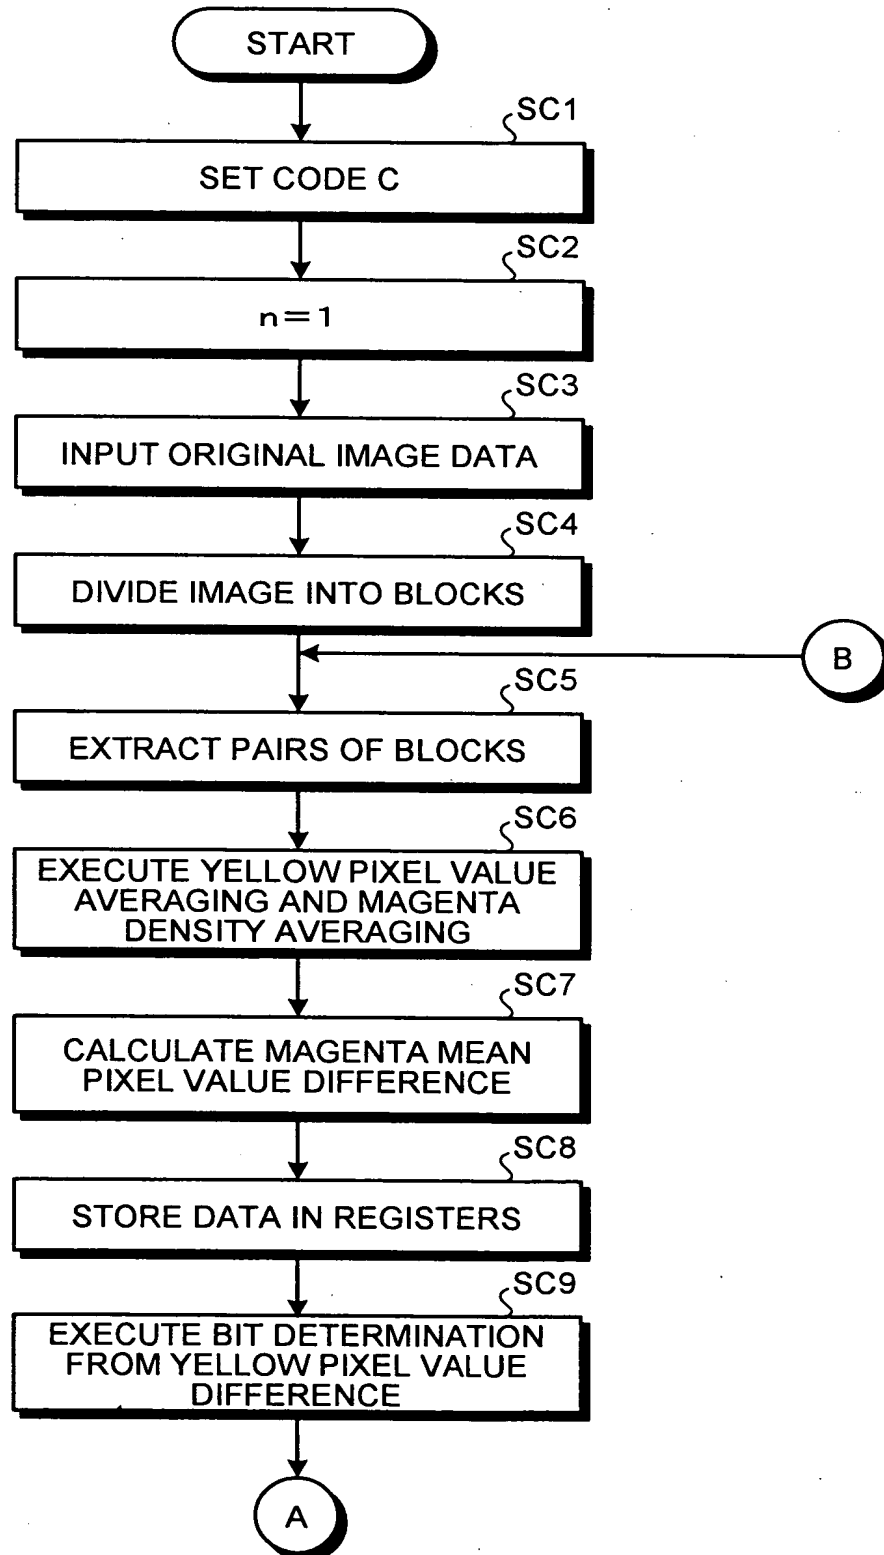 START
SC1
SET CODE C
SC2
n=1
SC3
INPUT ORIGINAL IMAGE DATA
SC4
DIVIDE IMAGE INTO BLOCKS
B
SC5
EXTRACT PAIRS OF BLOCKS
SC6
EXECUTE YELLOW PIXEL VALUE
AVERAGING AND MAGENTA
DENSITY AVERAGING
SC7
CALCULATE MAGENTA MEAN
PIXEL VALUE DIFFERENCE
SC8
STORE DATA IN REGISTERS
SC9
EXECUTE BIT DETERMINATION
FROM YELLOW PIXEL VALUE
DIFFERENCE
A